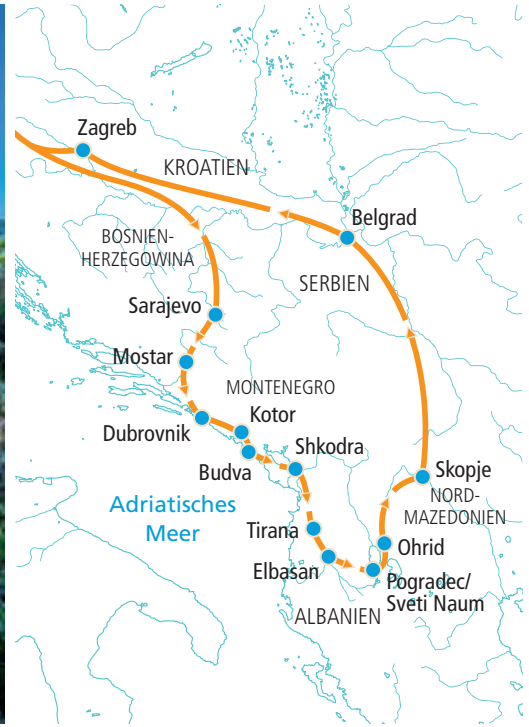 Zagreb
KROATIEN
Belgrad
BOSNIEN-
HERZEGOWINA
SERBIEN
Sarajevo
Mostar
MONTENEGRO
Kotor
Dubrovnik
Shkodra
Budva
Skopje
NORD-
MAZEDONIEN
Adriatisches
Meer
Tirana
Ohrid
Elbasan
Pogradec/
Sveti Naum
ALBANIEN